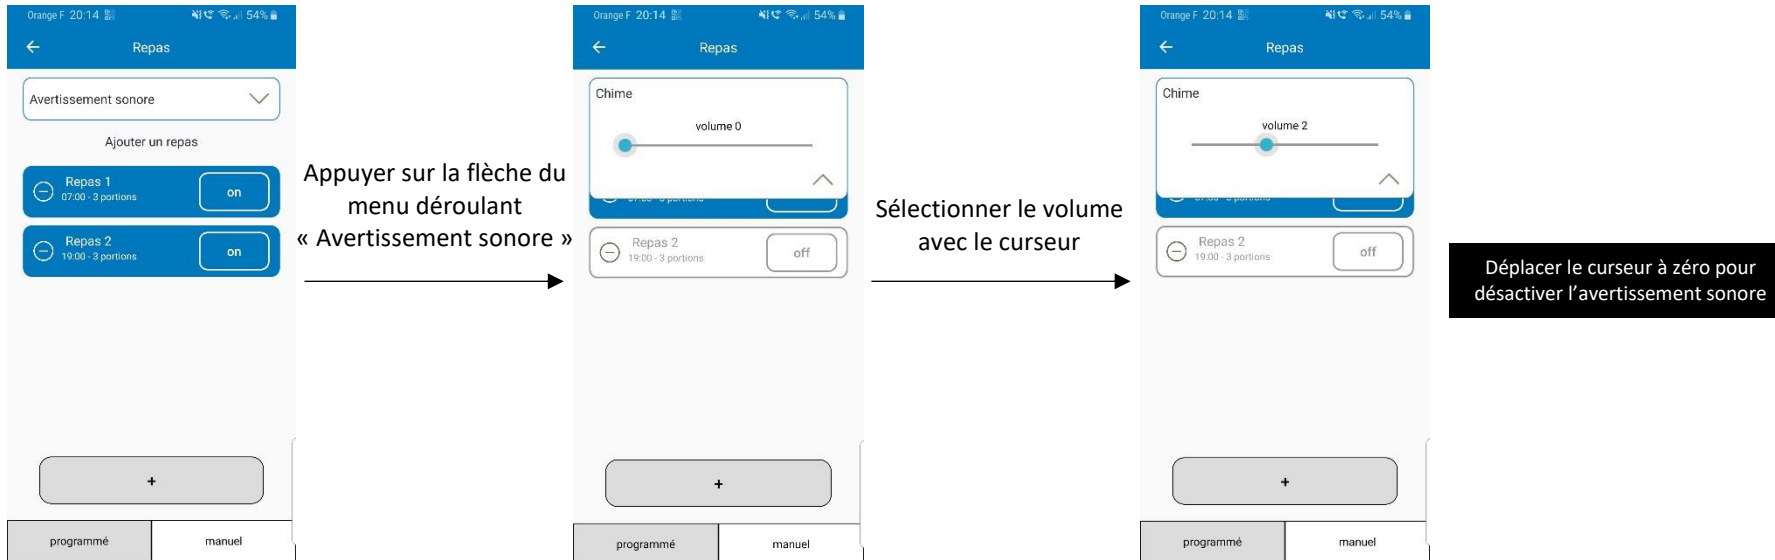 Orange F 20:14
54%
Repas
Avertissement sonore
Ajouter un repas
Repas 1
07:00 - 3 portions
on
Repas 2
19:00 - 3 portions
on
+
programmé
manuel
Appuyer sur la flèche du
menu déroulant
« Avertissement sonore »
Orange F 20:14
54%
Repas
Chime
volume 0
Repas 2
19:00 - 3 portions
off
+
programmé
manuel
Sélectionner le volume
avec le curseur
Orange F 20:14
54%
Repas
Chime
volume 2
Repas 2
19:00 - 3 portions
off
+
programmé
manuel
Déplacer le curseur à zéro pour
désactiver l’avertissement sonore